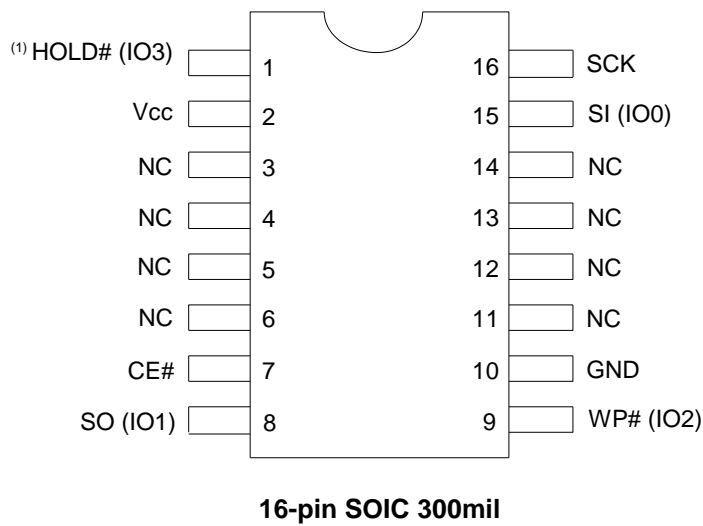 (1) HOLD# (IO3) 1 16 SCK
Vcc 2 15 SI (IO0)
NC 3 14 NC
NC 4 13 NC
NC 5 12 NC
NC 6 11 NC
CE# 7 10 GND
SO (IO1) 8 9 WP# (IO2)
16-pin SOIC 300mil